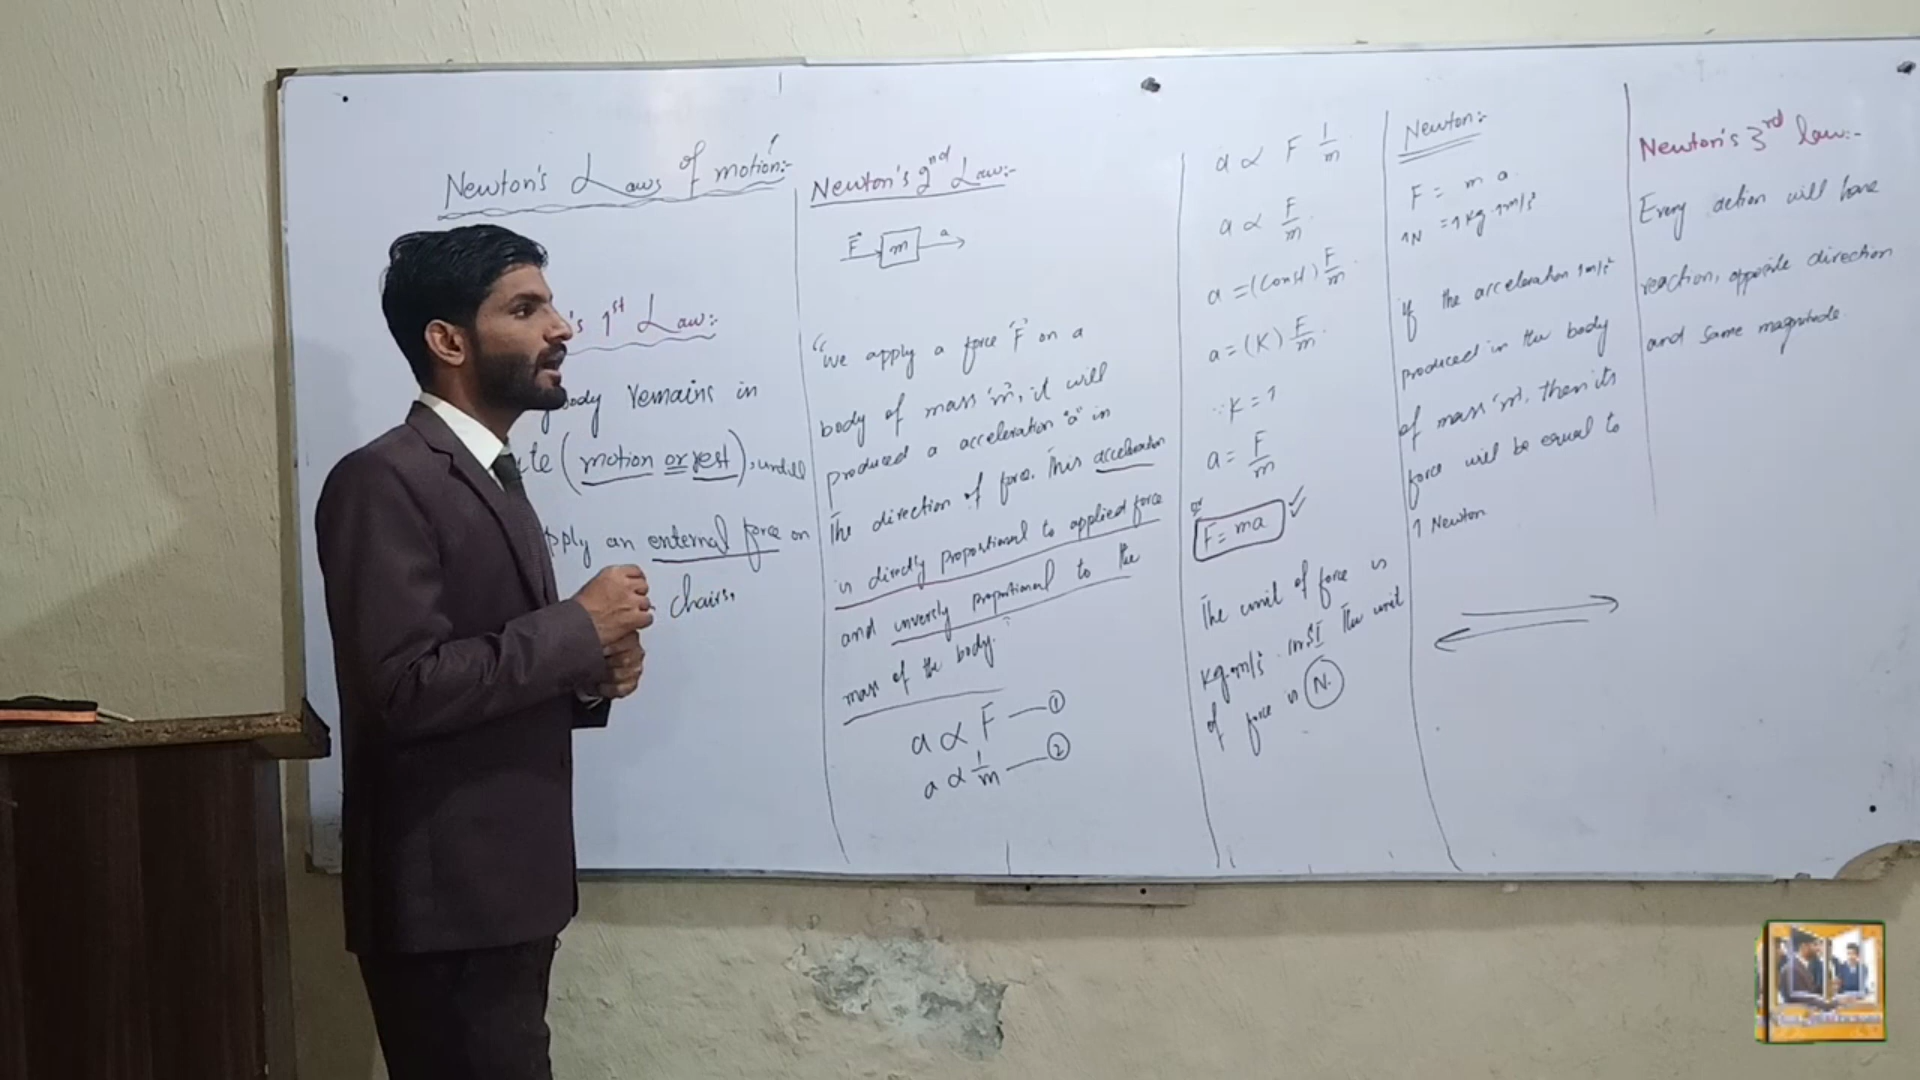 Newton's Laws of motion:-
's 1st Law:-
body remains in
te (motion or rest), untill
pply an external force on
chairs.
Newton's 2nd Law:-
F m a
"We apply a force "F" on a
body of mass "m", it will
produced a acceleration "a" in
The direction of force. This acceleration
is directly proportional to applied force
and inversly proportional to the
mass of the body.
a ∝ F — ①
a ∝ 1/m — ②
a ∝ F 1/m
a ∝ F/m
a = (Const) F/m
a = (K) F/m
∵ K = 1
a = F/m
or
F = ma
The unit of force is
kg.m/s² in SI The unit
of force is N.
Newton:-
F = m a
1N = 1 kg . 1m/s²
if the acceleration 1m/s²
produced in the body
of mass "m", then its
force will be equal to
1 Newton
Newton's 3rd law:-
Every action will have
reaction, opposite direction
and same magnitude.